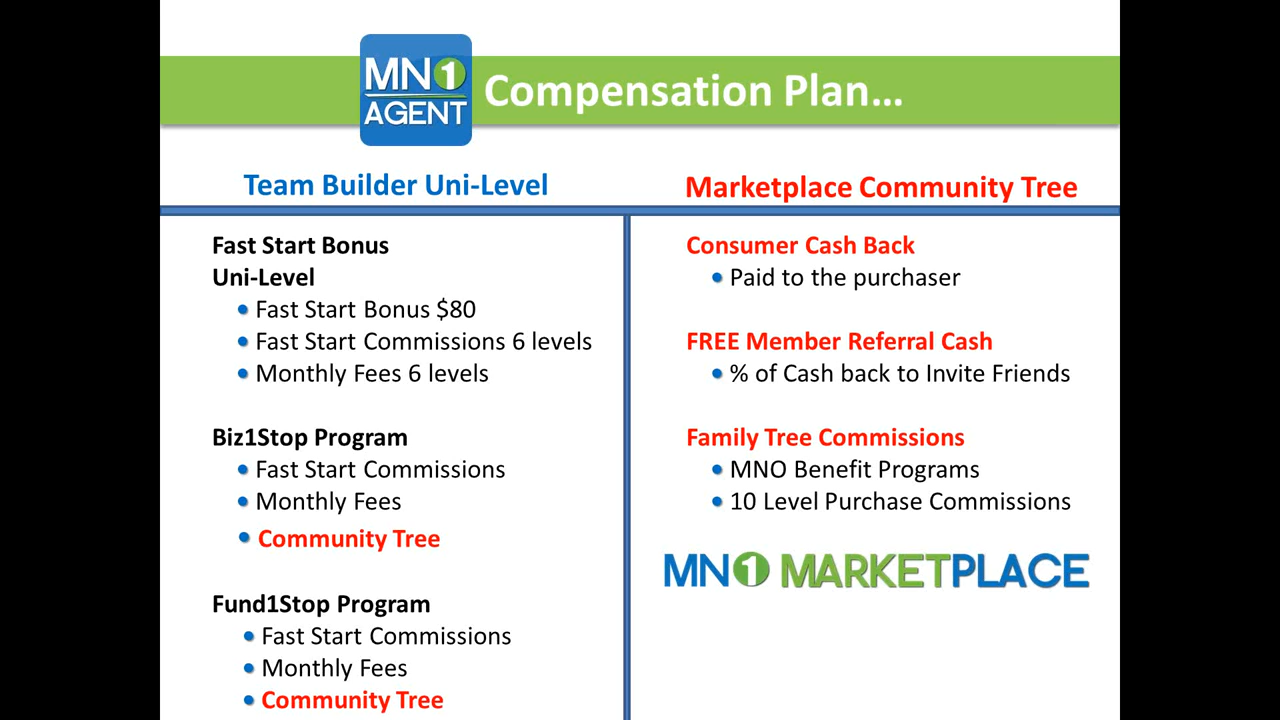 MN1
AGENT
Compensation Plan...
Team Builder Uni-Level
Fast Start Bonus
Uni-Level
• Fast Start Bonus $80
• Fast Start Commissions 6 levels
• Monthly Fees 6 levels
Biz1Stop Program
• Fast Start Commissions
• Monthly Fees
• Community Tree
Fund1Stop Program
• Fast Start Commissions
• Monthly Fees
• Community Tree
Marketplace Community Tree
Consumer Cash Back
• Paid to the purchaser
FREE Member Referral Cash
• % of Cash back to Invite Friends
Family Tree Commissions
• MNO Benefit Programs
• 10 Level Purchase Commissions
MN1 MARKETPLACE